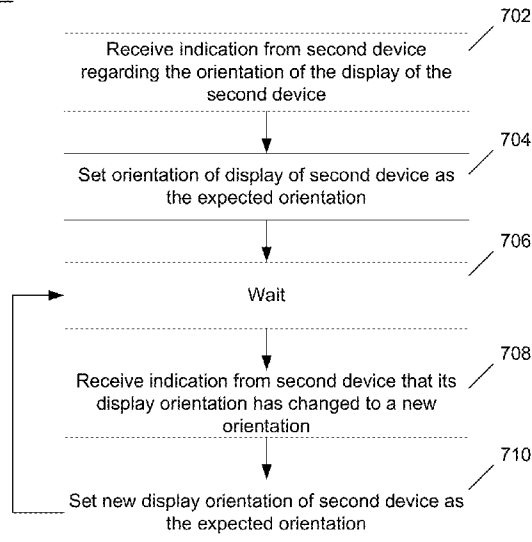 702
Receive indication from second device
regarding the orientation of the display of the
second device
704
Set orientation of display of second device as
the expected orientation
706
Wait
708
Receive indication from second device that its
display orientation has changed to a new
orientation
710
Set new display orientation of second device as
the expected orientation